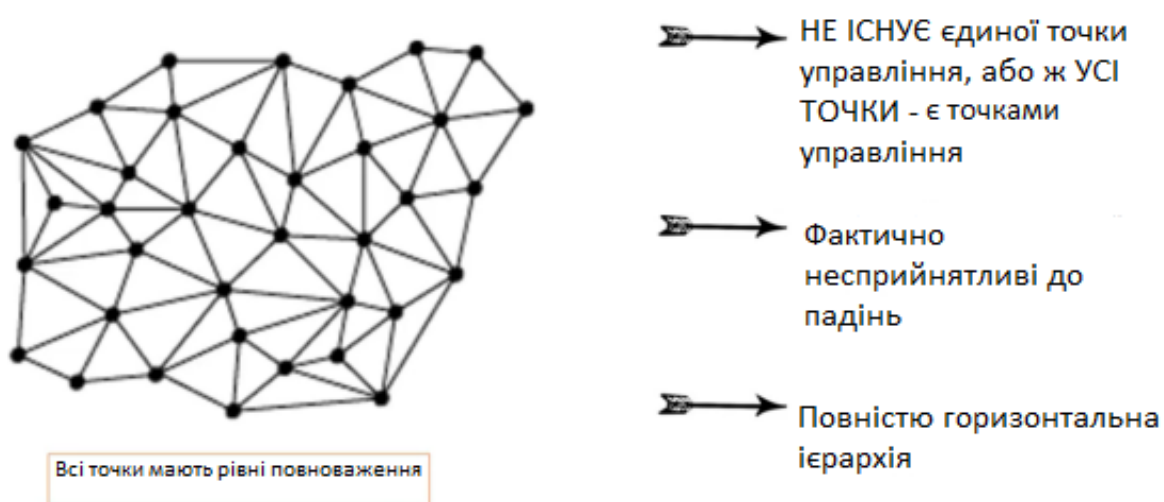 НЕ ІСНУЄ єдиної точки
управління, або ж УСІ
ТОЧКИ - є точками
управління
Фактично
несприйнятливі до
падінь
Повністю горизонтальна
ієрархія
Всі точки мають рівні повноваження